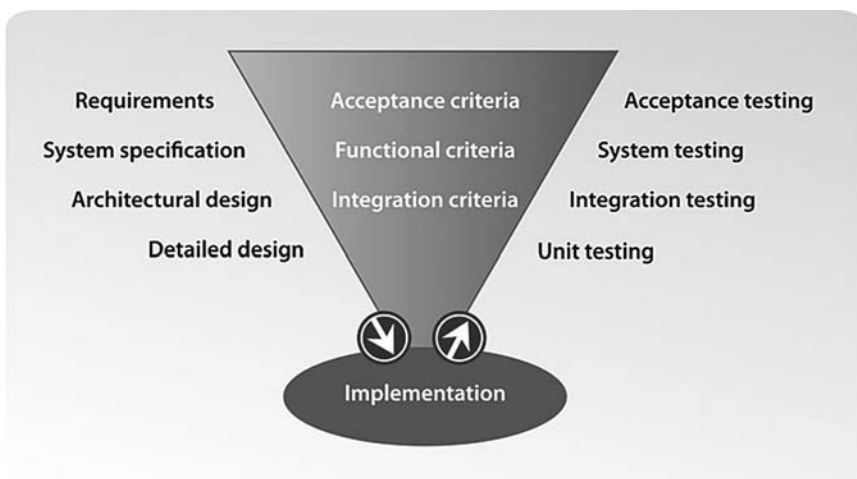 Requirements Acceptance criteria Acceptance testing
System specification Functional criteria System testing
Architectural design Integration criteria Integration testing
Detailed design Unit testing
Implementation